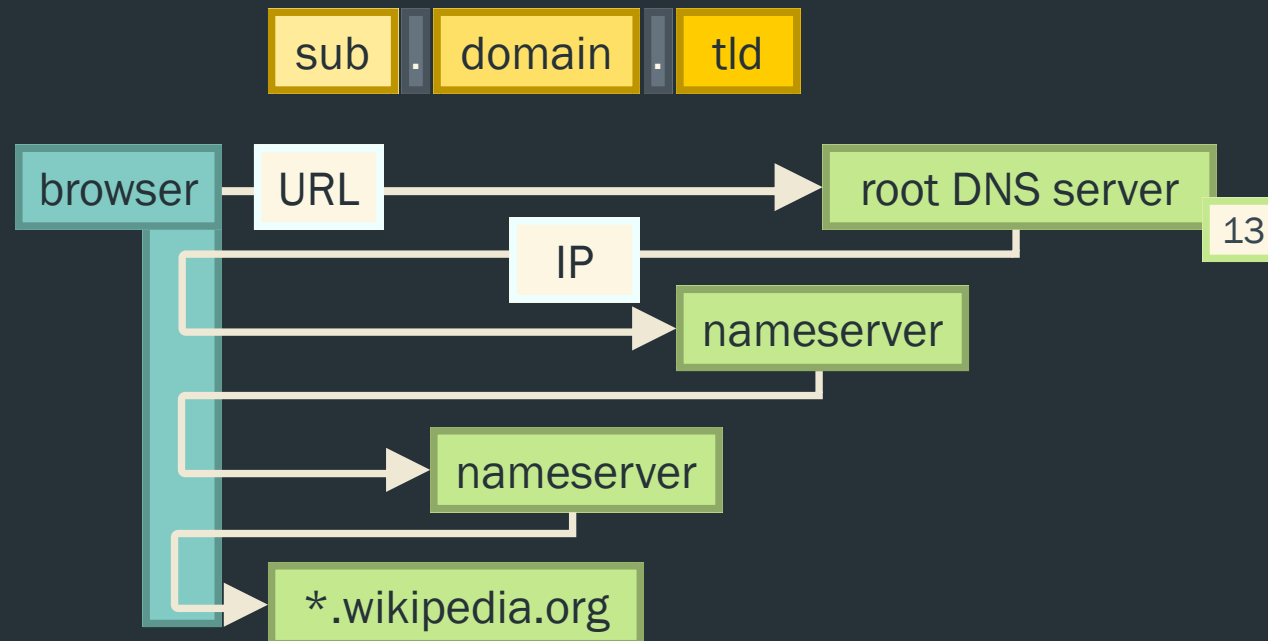 sub . domain . tld
browser URL root DNS server
13
IP
nameserver
nameserver
*.wikipedia.org